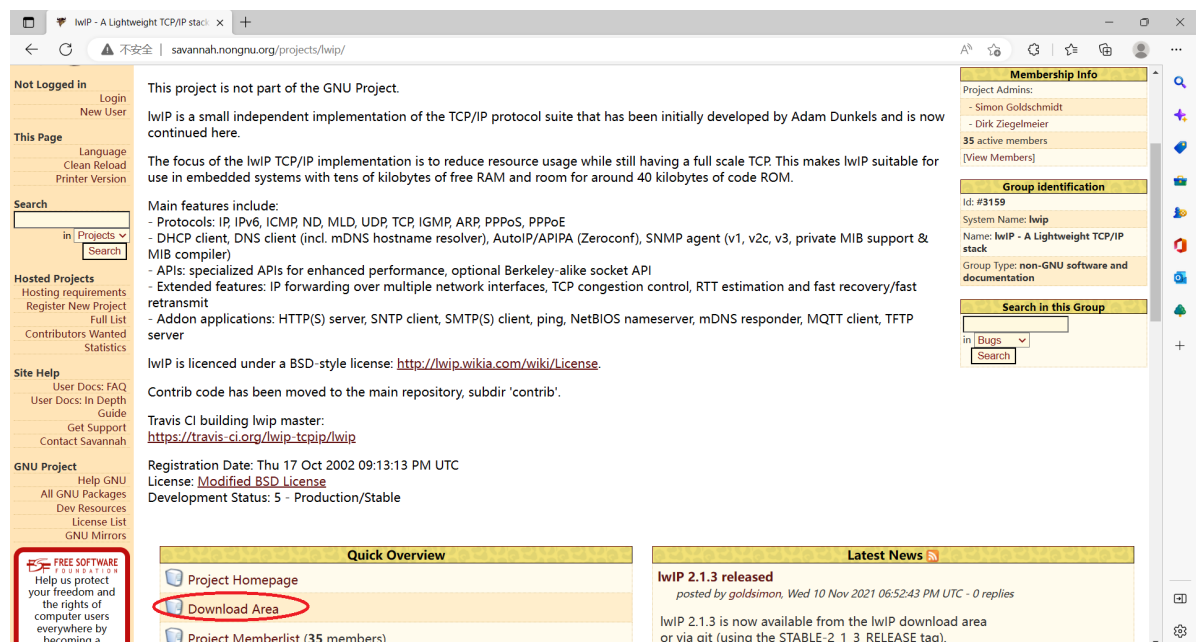 lwIP - A Lightweight TCP/IP stack
不安全 | savannah.nongnu.org/projects/lwip/
Not Logged in
Login
New User
This Page
Language
Clean Reload
Printer Version
Search
in Projects
Search
Hosted Projects
Hosting requirements
Register New Project
Full List
Contributors Wanted
Statistics
Site Help
User Docs: FAQ
User Docs: In Depth
Guide
Get Support
Contact Savannah
GNU Project
Help GNU
All GNU Packages
Dev Resources
License List
GNU Mirrors
FREE SOFTWARE
FOUNDATION
Help us protect
your freedom and
the rights of
computer users
everywhere by
becoming a
This project is not part of the GNU Project.
lwIP is a small independent implementation of the TCP/IP protocol suite that has been initially developed by Adam Dunkels and is now
continued here.
The focus of the lwIP TCP/IP implementation is to reduce resource usage while still having a full scale TCP. This makes lwIP suitable for
use in embedded systems with tens of kilobytes of free RAM and room for around 40 kilobytes of code ROM.
Main features include:
- Protocols: IP, IPv6, ICMP, ND, MLD, UDP, TCP, IGMP, ARP, PPPoS, PPPoE
- DHCP client, DNS client (incl. mDNS hostname resolver), AutoIP/APIPA (Zeroconf), SNMP agent (v1, v2c, v3, private MIB support &
MIB compiler)
- APIs: specialized APIs for enhanced performance, optional Berkeley-alike socket API
- Extended features: IP forwarding over multiple network interfaces, TCP congestion control, RTT estimation and fast recovery/fast
retransmit
- Addon applications: HTTP(S) server, SNTP client, SMTP(S) client, ping, NetBIOS nameserver, mDNS responder, MQTT client, TFTP
server
lwIP is licenced under a BSD-style license: http://lwip.wikia.com/wiki/License.
Contrib code has been moved to the main repository, subdir 'contrib'.
Travis CI building lwip master:
https://travis-ci.org/lwip-tcpip/lwip
Registration Date: Thu 17 Oct 2002 09:13:13 PM UTC
License: Modified BSD License
Development Status: 5 - Production/Stable
Quick Overview
Project Homepage
Download Area
Project Memberlist (35 members)
Latest News
lwIP 2.1.3 released
posted by goldsimon, Wed 10 Nov 2021 06:52:43 PM UTC - 0 replies
lwIP 2.1.3 is now available from the lwIP download area
or via git (using the STABLE-2_1_3_RELEASE tag).
Membership Info
Project Admins:
- Simon Goldschmidt
- Dirk Ziegelmeier
35 active members
[View Members]
Group identification
Id: #3159
System Name: lwip
Name: lwIP - A Lightweight TCP/IP
stack
Group Type: non-GNU software and
documentation
Search in this Group
in Bugs
Search